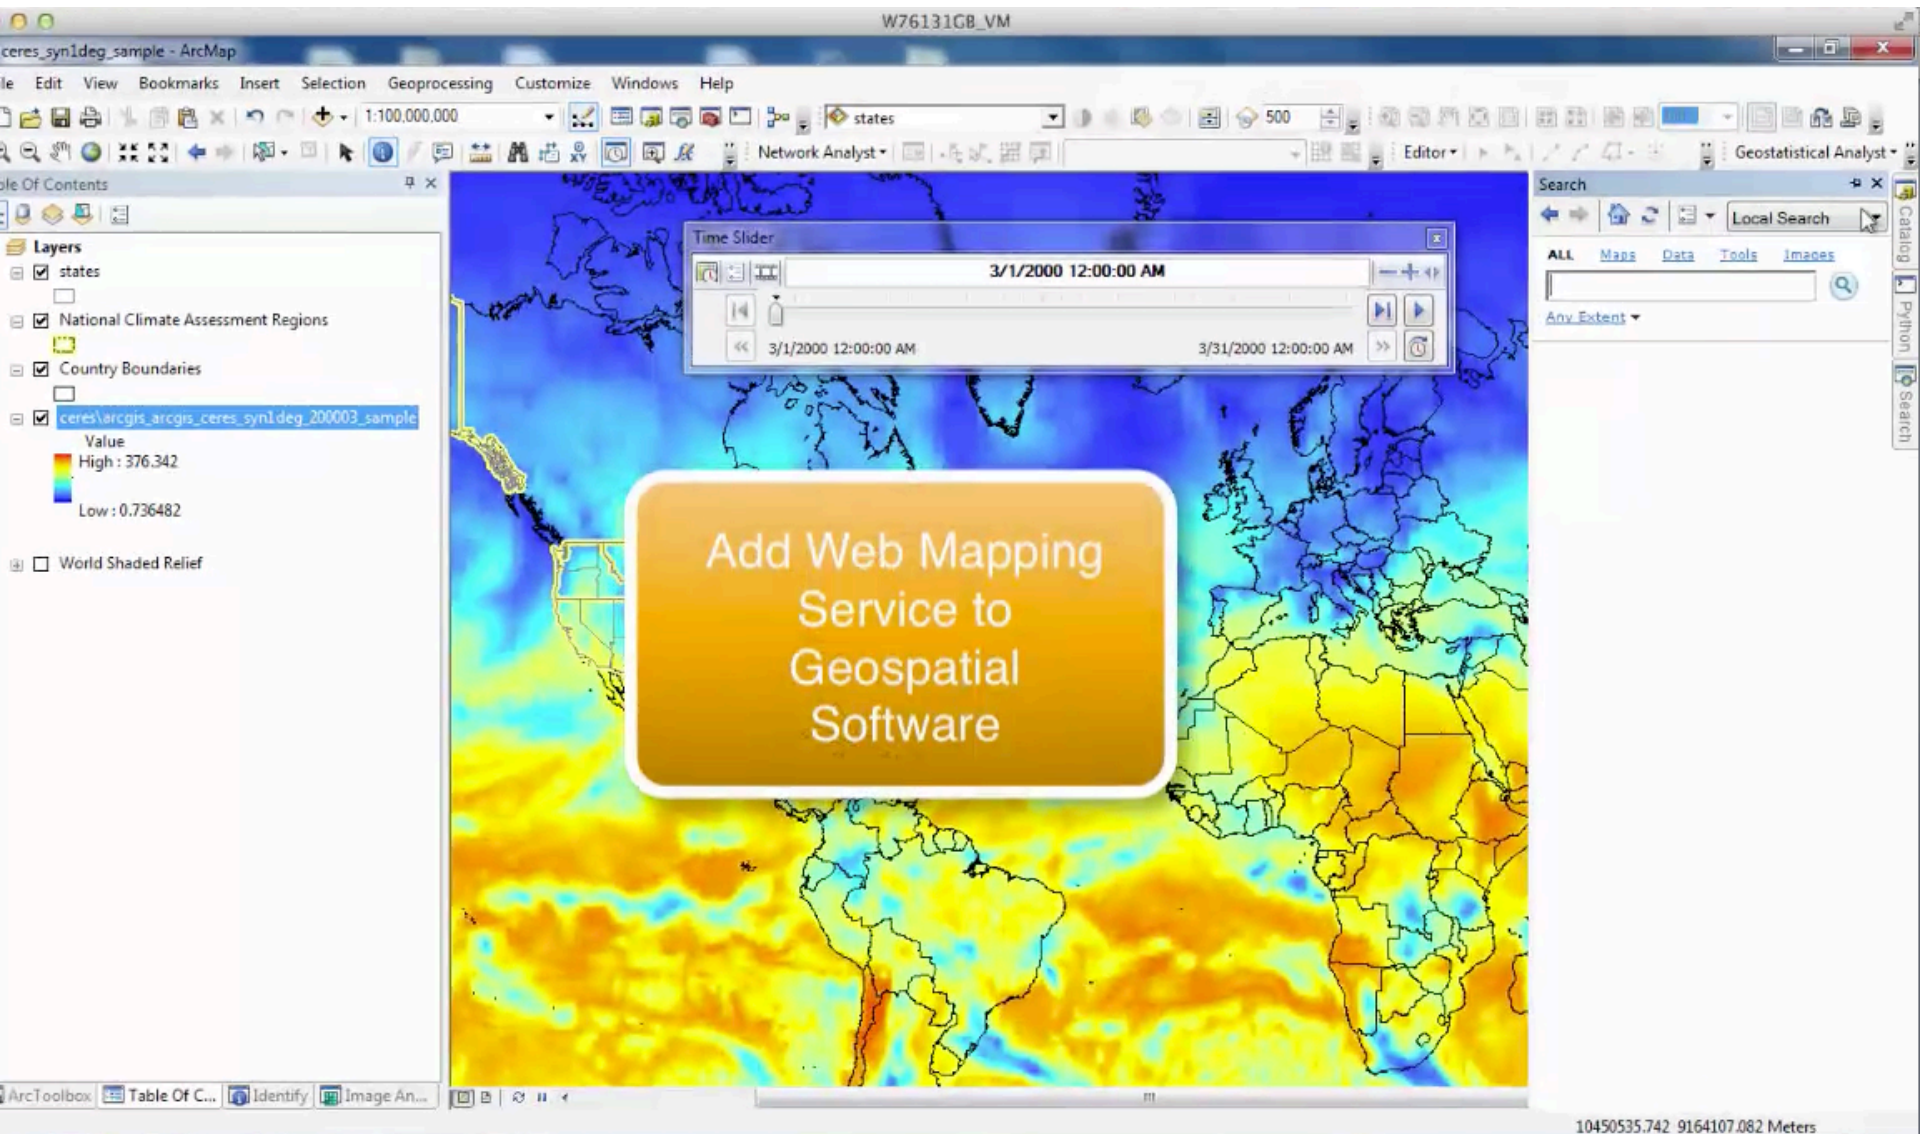 W76131GB_VM
ceres_syn1deg_sample - ArcMap
Edit View Bookmarks Insert Selection Geoprocessing Customize Windows Help
1:100,000,000 states 500
Network Analyst Editor Geostatistical Analyst
Of Contents
Layers
states
National Climate Assessment Regions
Country Boundaries
ceres\arcgis_arcgis_ceres_syn1deg_200003_sample
Value
High : 376.342
Low : 0.736482
World Shaded Relief
Time Slider
3/1/2000 12:00:00 AM
3/1/2000 12:00:00 AM 3/31/2000 12:00:00 AM
Add Web Mapping
Service to
Geospatial
Software
Search
Local Search
ALL Maps Data Tools Images
Any Extent
Catalog
Python
Search
ArcToolbox Table Of C... Identify Image An...
10450535.742 9164107.082 Meters